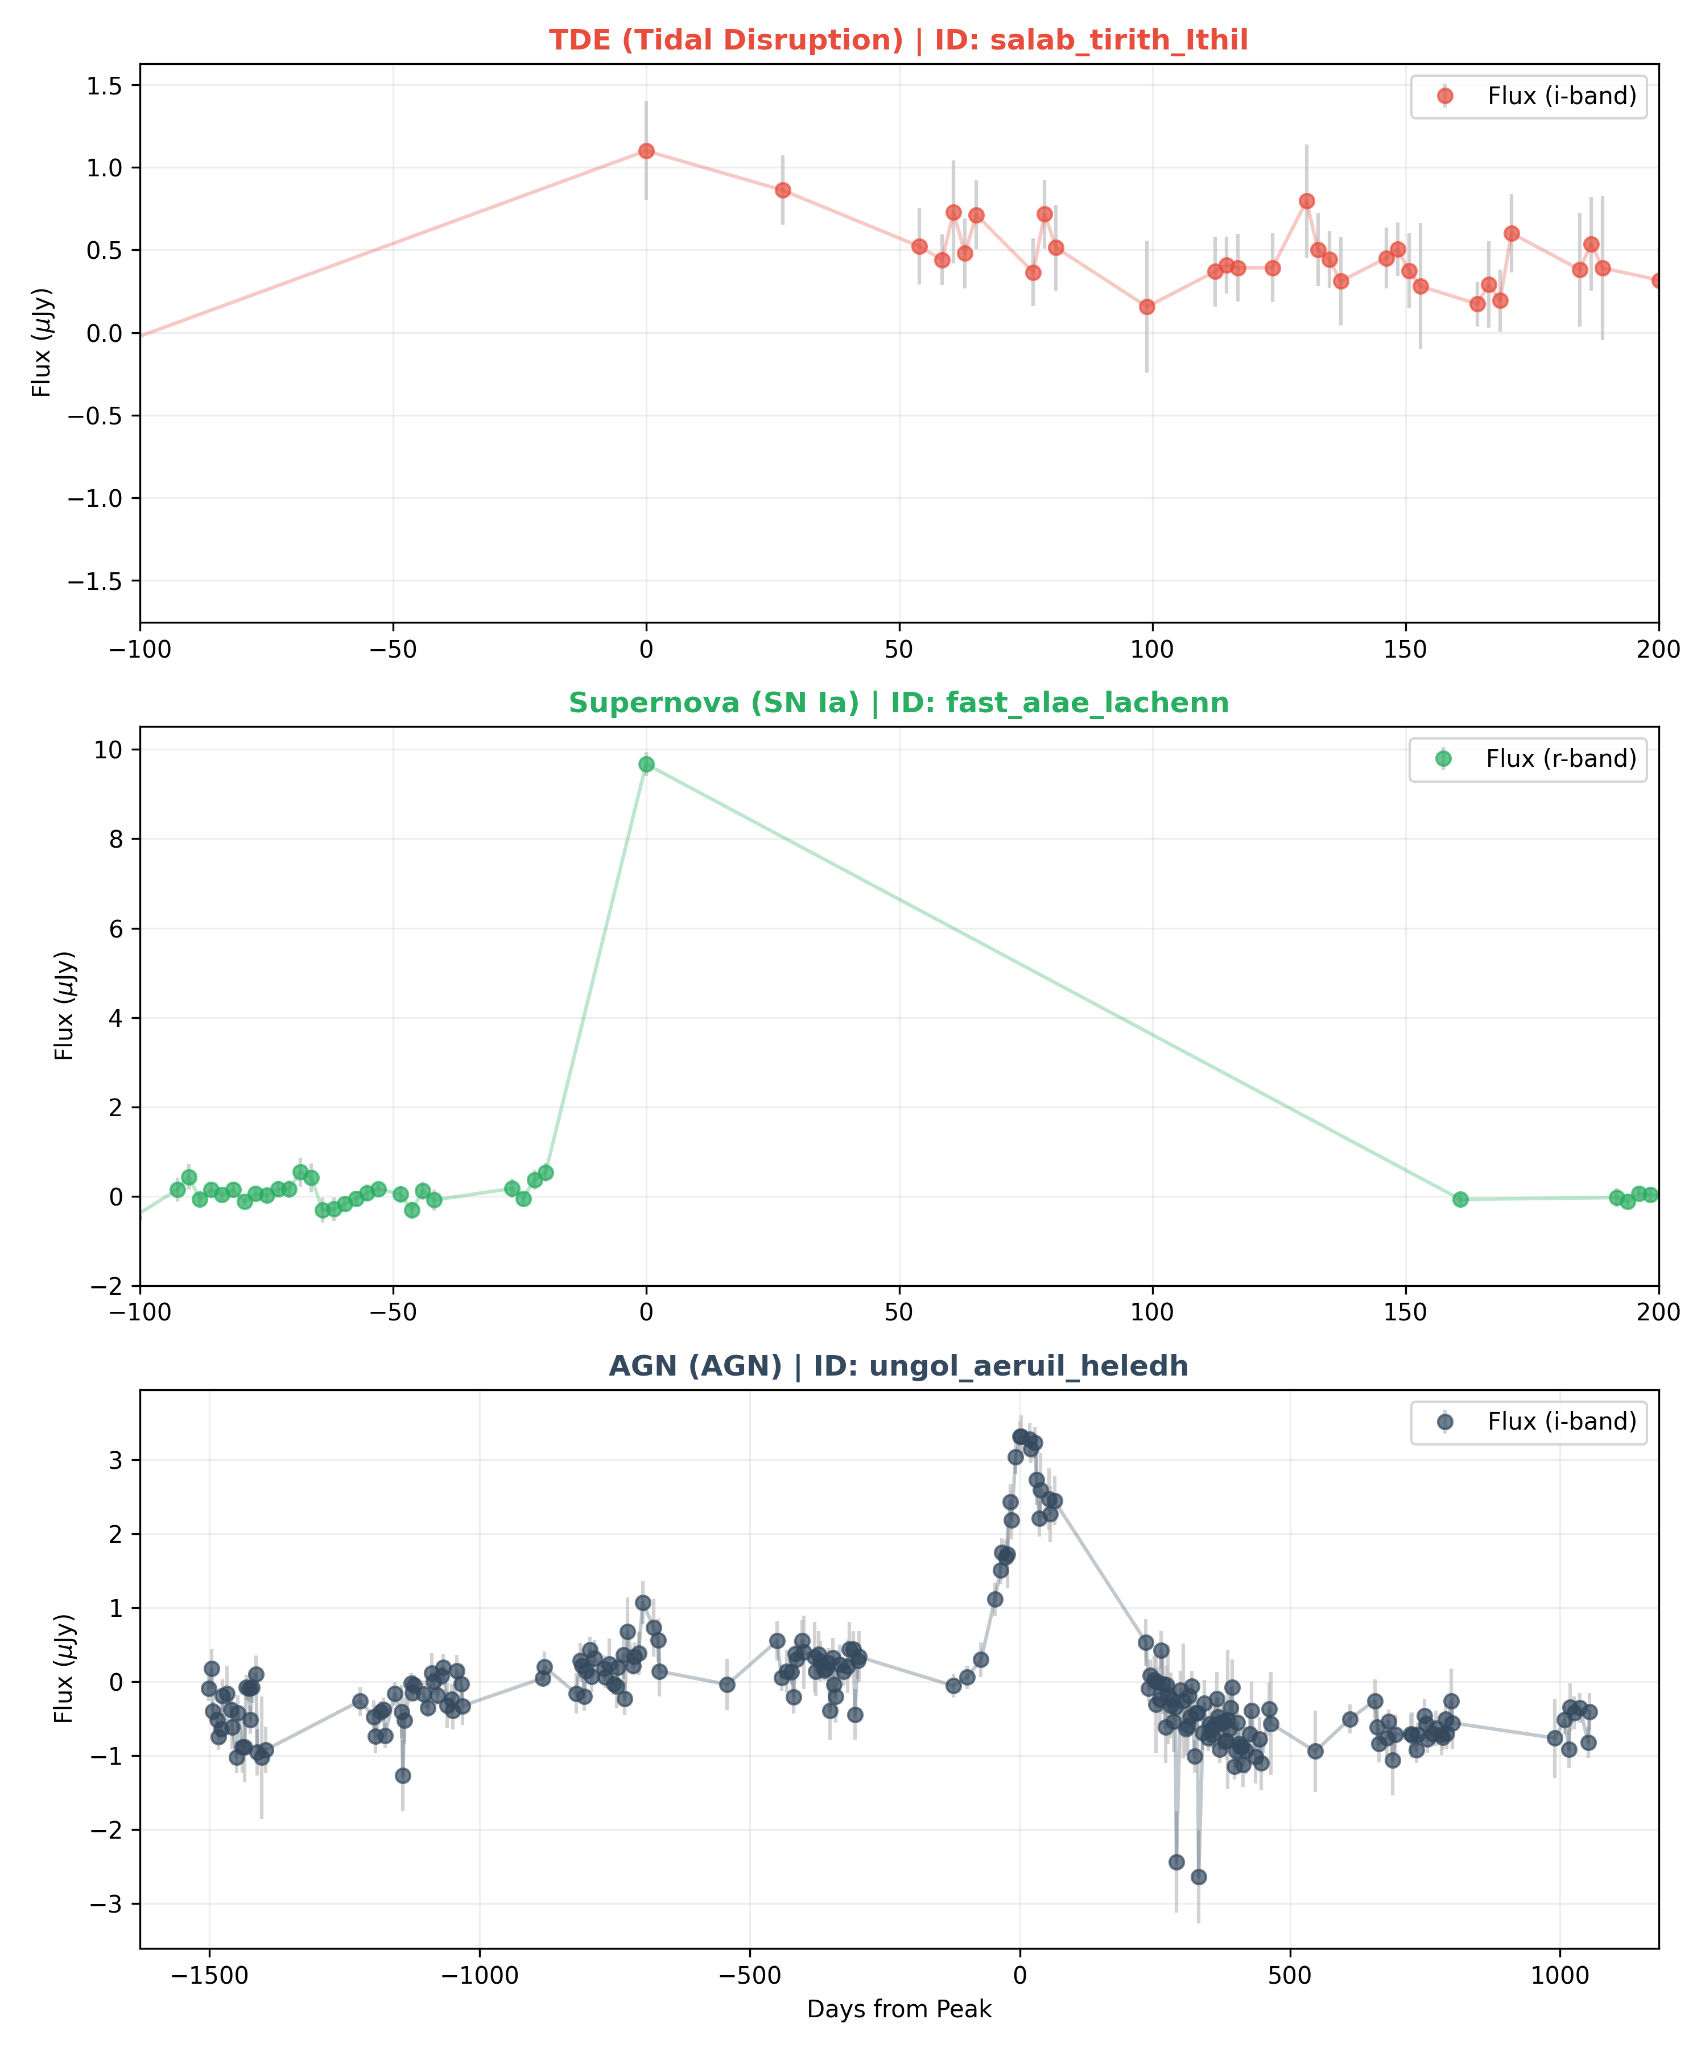 TDE (Tidal Disruption) | ID: salab_tirith_Ithil
Flux (i-band)
Flux (μJy)
1.5
1.0
0.5
0.0
−0.5
−1.0
−1.5
−100 −50 0 50 100 150 200
Supernova (SN Ia) | ID: fast_alae_lachenn
Flux (r-band)
Flux (μJy)
10
8
6
4
2
0
−2
−100 −50 0 50 100 150 200
AGN (AGN) | ID: ungol_aeruil_heledh
Flux (i-band)
Flux (μJy)
3
2
1
0
−1
−2
−3
−1500 −1000 −500 0 500 1000
Days from Peak